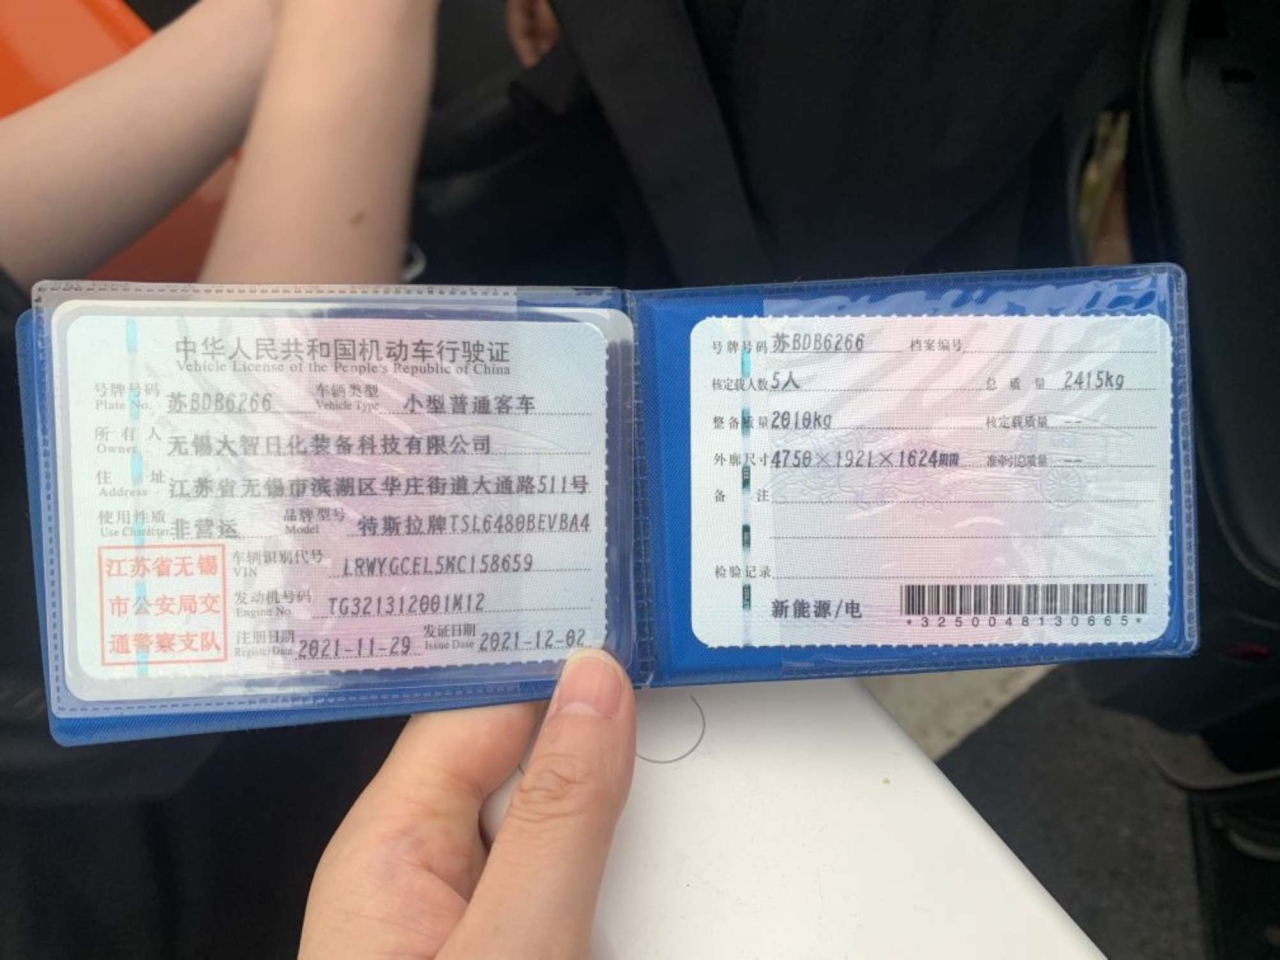 中华人民共和国机动车行驶证
Vehicle License of the People's Republic of China
号牌号码 苏BDB6266 车辆类型 小型普通客车
Plate No. Vehicle Type
所有人 无锡大智日化装备科技有限公司
Owner
住址 江苏省无锡市滨湖区华庄街道大通路511号
Address
使用性质 非营运 品牌型号 特斯拉牌TSL6480BEVBA4
Use Character Model
江苏省无锡
市公安局交
通警察支队
车辆识别代号 LRWYGCEL5MC158659
VIN
发动机号码 TG321312001M12
Engine No.
注册日期 2021-11-29 发证日期 2021-12-02
Register Date Issue Date
号牌号码 苏BDB6266 档案编号
核定载人数 5人 总质量 2415kg
整备质量 2010kg 核定载质量 --
外廓尺寸 4750×1921×1624mm 准牵引总质量 --
备注
检验记录
新能源/电
*3250048130665*